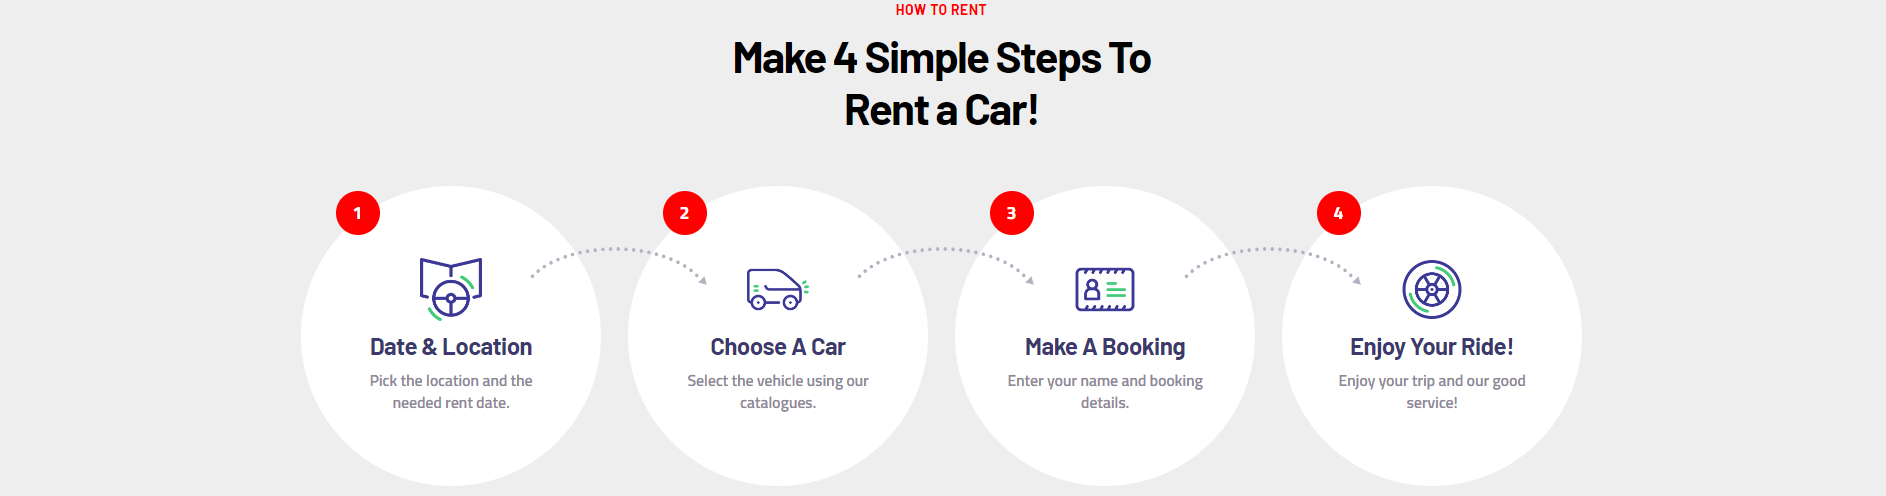 HOW TO RENT
Make 4 Simple Steps To
Rent a Car!
1
Date & Location
Pick the location and the
needed rent date.
2
Choose A Car
Select the vehicle using our
catalogues.
3
Make A Booking
Enter your name and booking
details.
4
Enjoy Your Ride!
Enjoy your trip and our good
service!